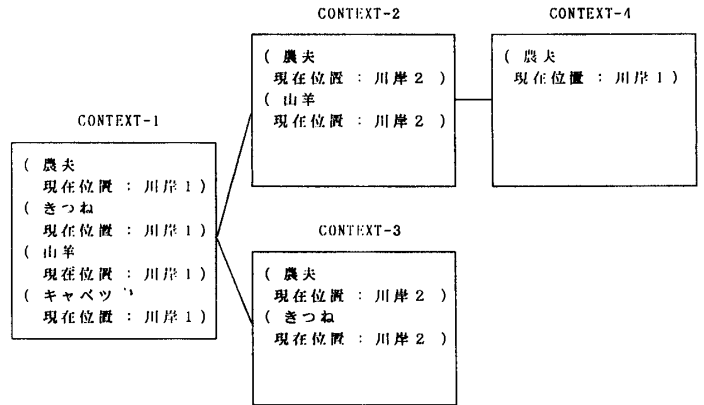 CONTEXT-1
( 農夫
現在位置 : 川岸1)
( きつね
現在位置 : 川岸1)
( 山羊
現在位置 : 川岸1)
( キャベツ
現在位置 : 川岸1)
CONTEXT-2
( 農夫
現在位置 : 川岸2 )
( 山羊
現在位置 : 川岸2 )
CONTEXT-3
( 農夫
現在位置 : 川岸2 )
( きつね
現在位置 : 川岸2 )
CONTEXT-4
( 農夫
現在位置 : 川岸1)